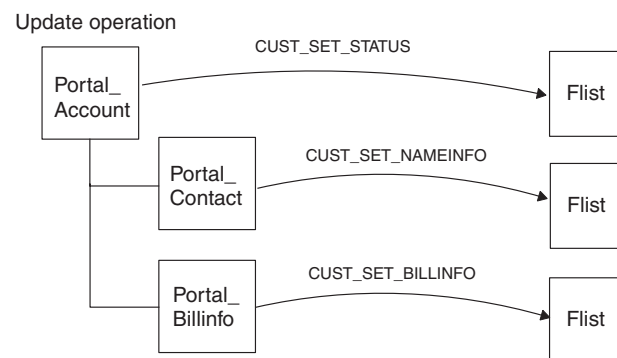 Update operation
CUST_SET_STATUS
Portal_
Account
Flist
CUST_SET_NAMEINFO
Portal_
Contact
Flist
CUST_SET_BILLINFO
Portal_
Billinfo
Flist